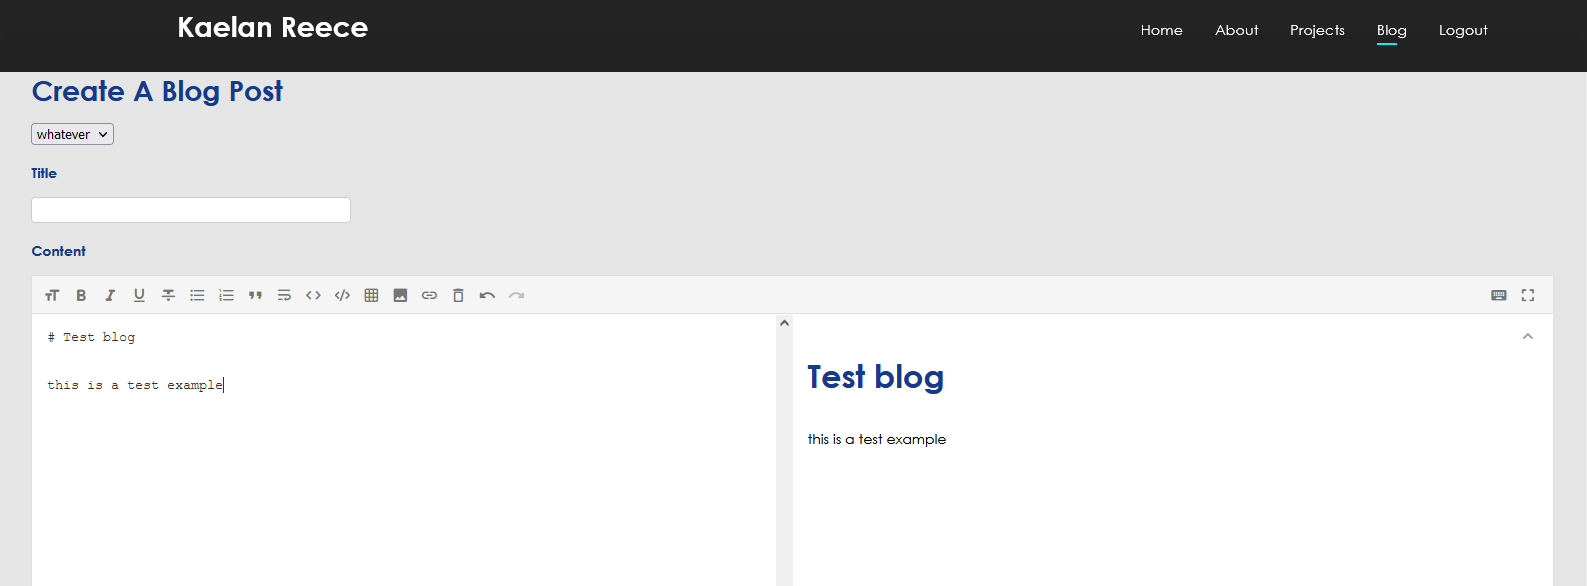 Kaelan Reece
Home About Projects Blog Logout
Create A Blog Post
whatever
Title
Content
# Test blog
this is a test example
Test blog
this is a test example